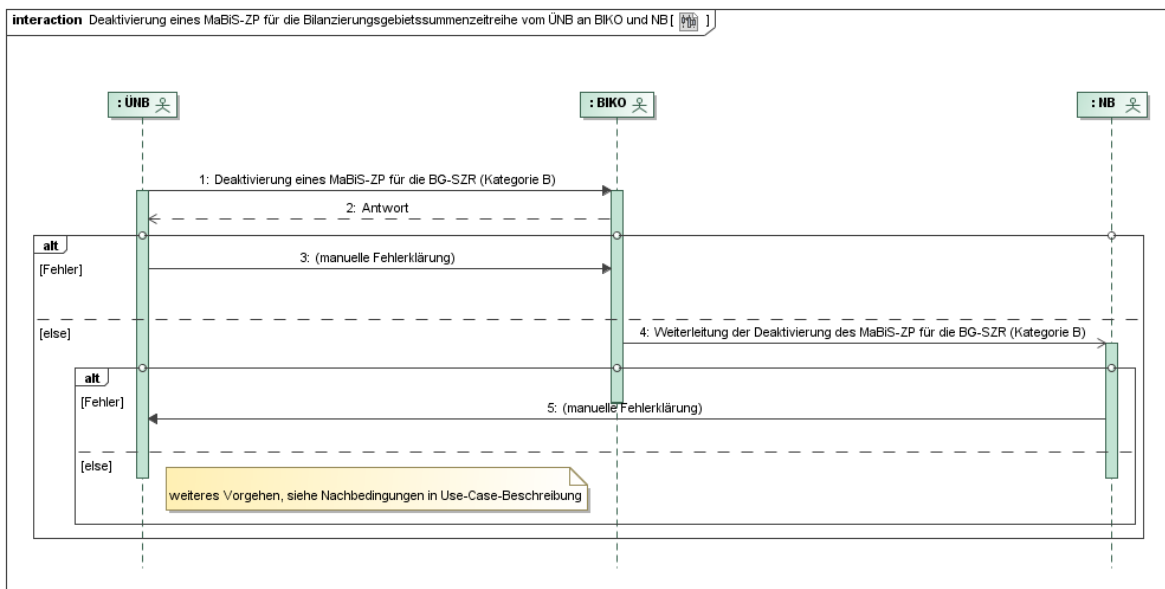 interaction Deaktivierung eines MaBiS-ZP für die Bilanzierungsgebietssummenzeitreihe vom ÜNB an BIKO und NB[ ]
: ÜNB
: BIKO
: NB
1: Deaktivierung eines MaBiS-ZP für die BG-SZR (Kategorie B)
2: Antwort
alt
[Fehler]
3: (manuelle Fehlerklärung)
[else]
4: Weiterleitung der Deaktivierung des MaBiS-ZP für die BG-SZR (Kategorie B)
alt
[Fehler]
5: (manuelle Fehlerklärung)
[else]
weiteres Vorgehen, siehe Nachbedingungen in Use-Case-Beschreibung